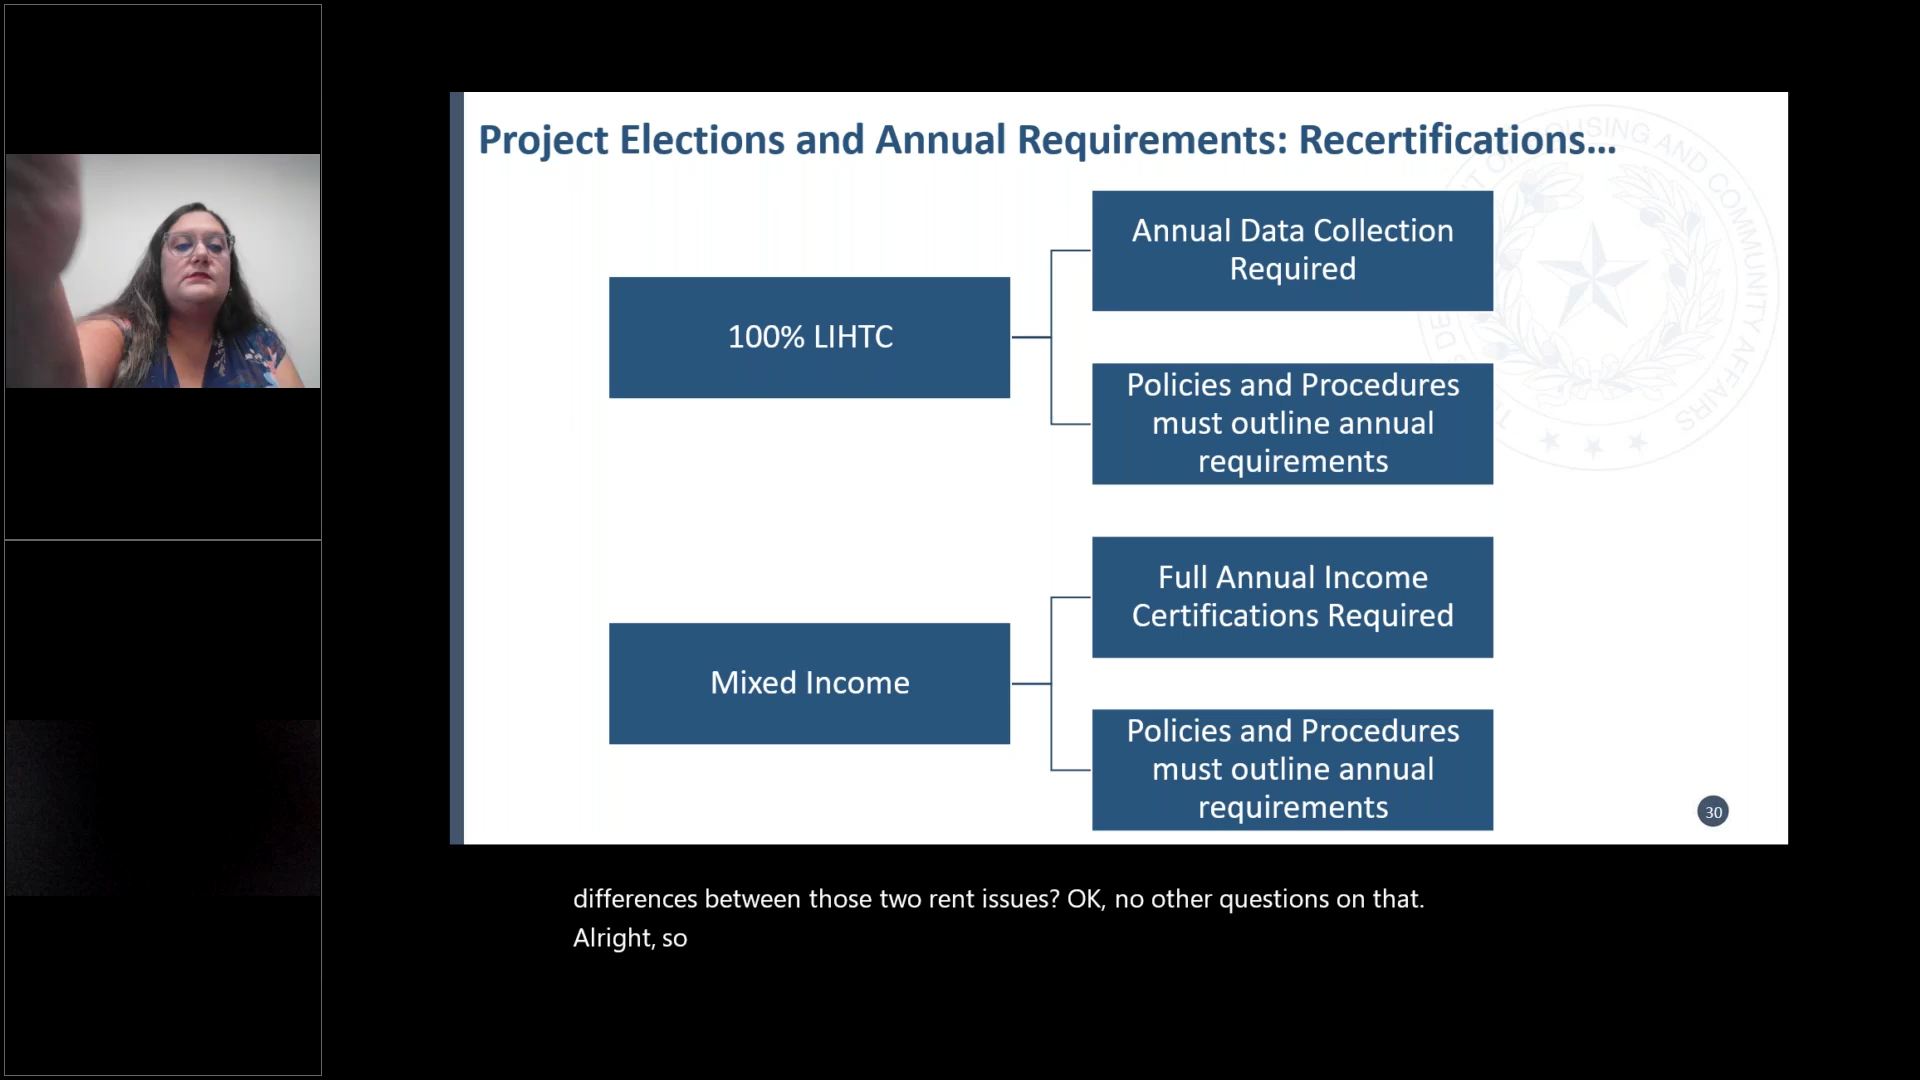 Project Elections and Annual Requirements: Recertifications...
100% LIHTC
Annual Data Collection
Required
Policies and Procedures
must outline annual
requirements
Mixed Income
Full Annual Income
Certifications Required
Policies and Procedures
must outline annual
requirements
30
differences between those two rent issues? OK, no other questions on that.
Alright, so